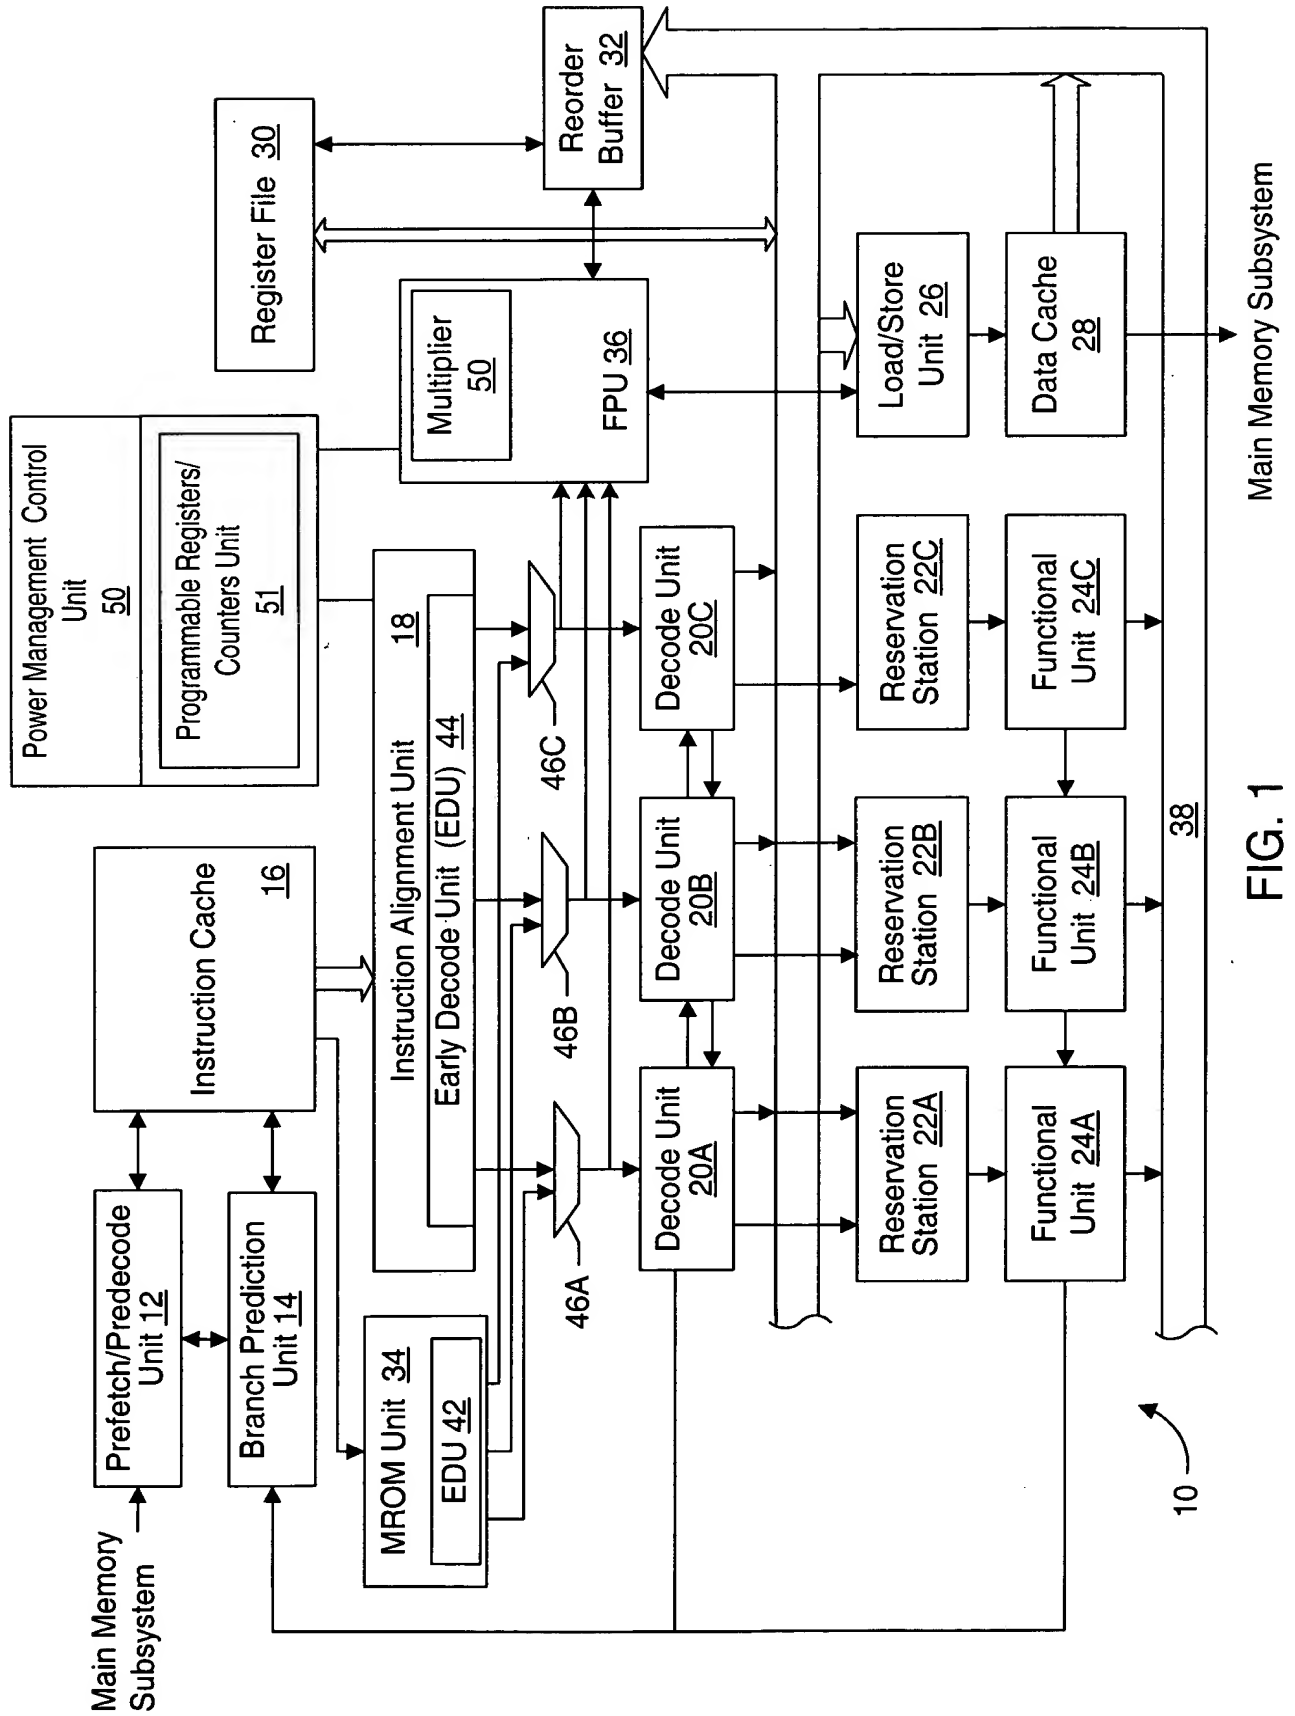 Main Memory
Subsystem
Prefetch/Predecode
Unit 12
Branch Prediction
Unit 14
Instruction Cache
16
Power Management Control
Unit
50
Programmable Registers/
Counters Unit
51
Register File 30
MROM Unit 34
EDU 42
Instruction Alignment Unit
18
Early Decode Unit (EDU) 44
Multiplier
50
FPU 36
Reorder
Buffer 32
46A
46B
46C
Decode Unit
20A
Decode Unit
20B
Decode Unit
20C
Reservation
Station 22A
Reservation
Station 22B
Reservation
Station 22C
Load/Store
Unit 26
Functional
Unit 24A
Functional
Unit 24B
Functional
Unit 24C
Data Cache
28
38
10
Main Memory Subsystem
FIG. 1